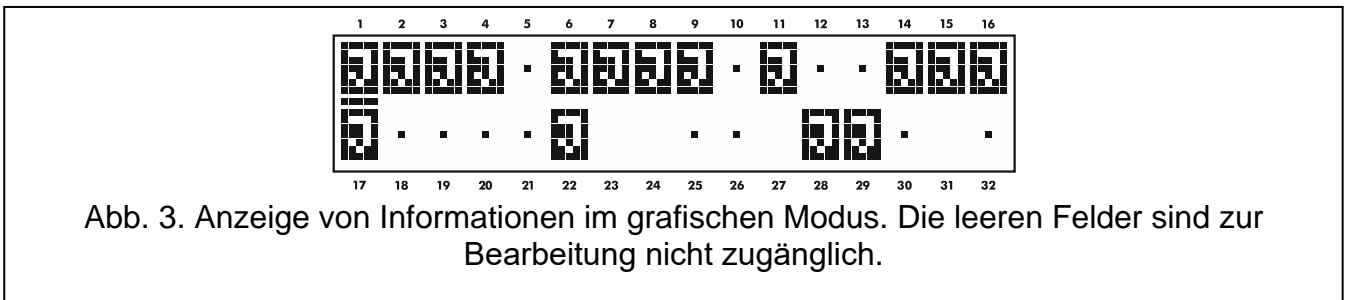 1 2 3 4 5 6 7 8 9 10 11 12 13 14 15 16
17 18 19 20 21 22 23 24 25 26 27 28 29 30 31 32
Abb. 3. Anzeige von Informationen im grafischen Modus. Die leeren Felder sind zur
Bearbeitung nicht zugänglich.